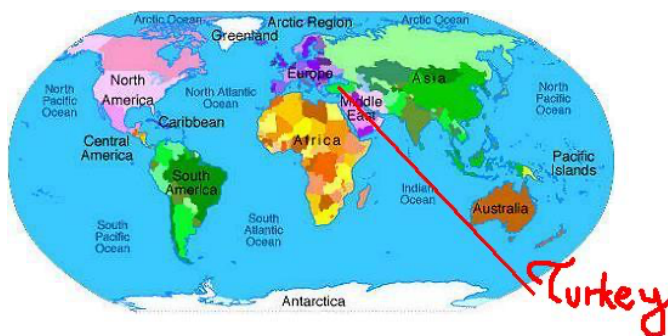 Arctic Ocean
Arctic Region
Arctic Ocean
Greenland
North
Pacific
Ocean
North
America
North Atlantic
Ocean
Europe
Asia
North
Pacific
Ocean
Middle
East
Caribbean
Central
America
Africa
Pacific
Islands
South
America
Indian
Ocean
Australia
South
Pacific
Ocean
South
Atlantic
Ocean
Antarctica
Turkey